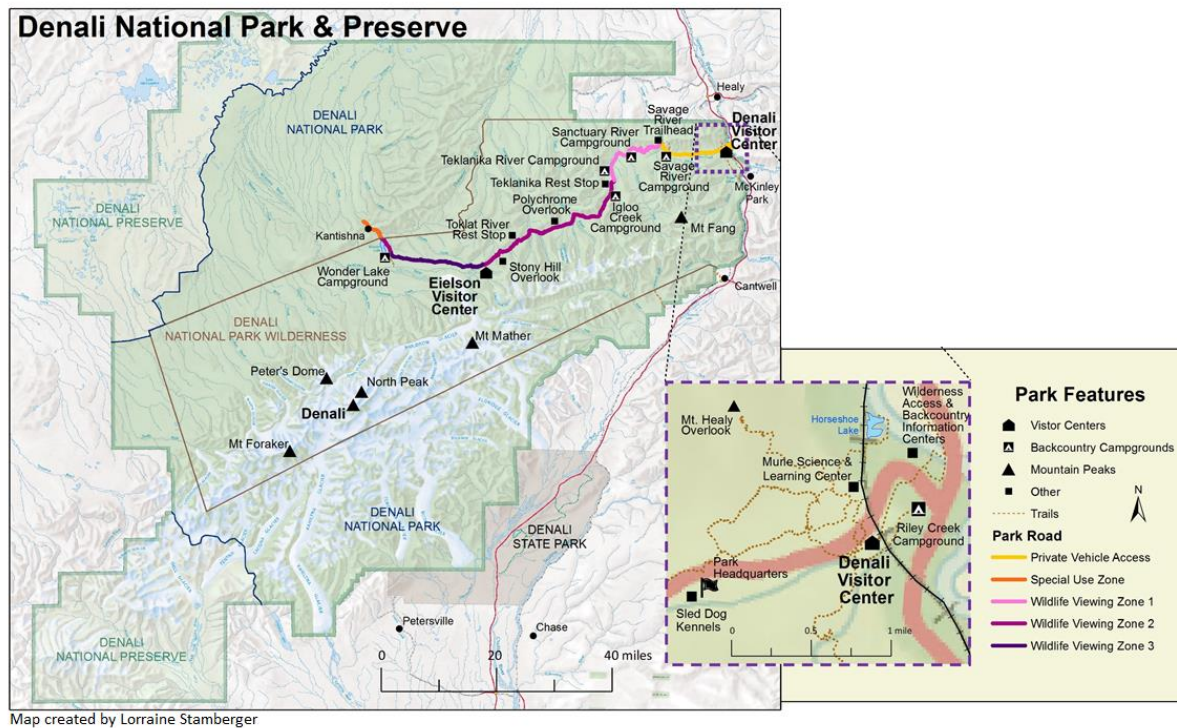 Denali National Park & Preserve
Healy
DENALI
NATIONAL PARK
Savage
River
Trailhead
Denali
Visitor
Center
Sanctuary River
Campground
Teklanika River Campground
Savage
River
Campground
McKinley
Park
Teklanika Rest Stop
Polychrome
Overlook
Igloo
Creek
Campground
DENALI
NATIONAL PRESERVE
Mt Fang
Toklat River
Rest Stop
Kantishna
Stony Hill
Overlook
Wonder Lake
Campground
Eielson
Visitor
Center
Cantwell
DENALI
NATIONAL PARK WILDERNESS
Mt Mather
Peter's Dome
North Peak
Denali
Mt Foraker
DENALI
NATIONAL PARK
DENALI
STATE PARK
Petersville
Chase
DENALI
NATIONAL PRESERVE
0 20 40 miles
Wilderness
Access &
Backcountry
Information
Centers
Mt. Healy
Overlook
Horseshoe
Lake
Murie Science &
Learning Center
Riley Creek
Campground
Park
Headquarters
Denali
Visitor
Center
Sled Dog
Kennels
0 0.5 1 mile
Park Features
Vistor Centers
Backcountry Campgrounds
Mountain Peaks
Other
Trails
N
Park Road
Private Vehicle Access
Special Use Zone
Wildlife Viewing Zone 1
Wildlife Viewing Zone 2
Wildlife Viewing Zone 3
Map created by Lorraine Stamberger